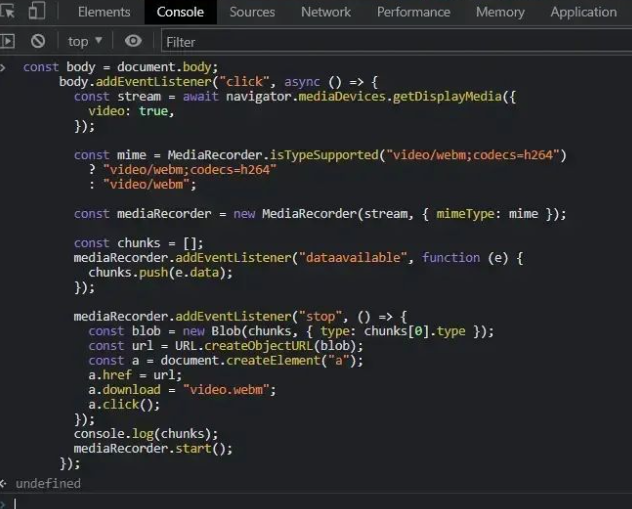 Elements Console Sources Network Performance Memory Application
top ▼ Filter
> const body = document.body;
body.addEventListener("click", async () => {
const stream = await navigator.mediaDevices.getDisplayMedia({
video: true,
});
const mime = MediaRecorder.isTypeSupported("video/webm;codecs=h264")
? "video/webm;codecs=h264"
: "video/webm";
const mediaRecorder = new MediaRecorder(stream, { mimeType: mime });
const chunks = [];
mediaRecorder.addEventListener("dataavailable", function (e) {
chunks.push(e.data);
});
mediaRecorder.addEventListener("stop", () => {
const blob = new Blob(chunks, { type: chunks[0].type });
const url = URL.createObjectURL(blob);
const a = document.createElement("a");
a.href = url;
a.download = "video.webm";
a.click();
});
console.log(chunks);
mediaRecorder.start();
});
undefined